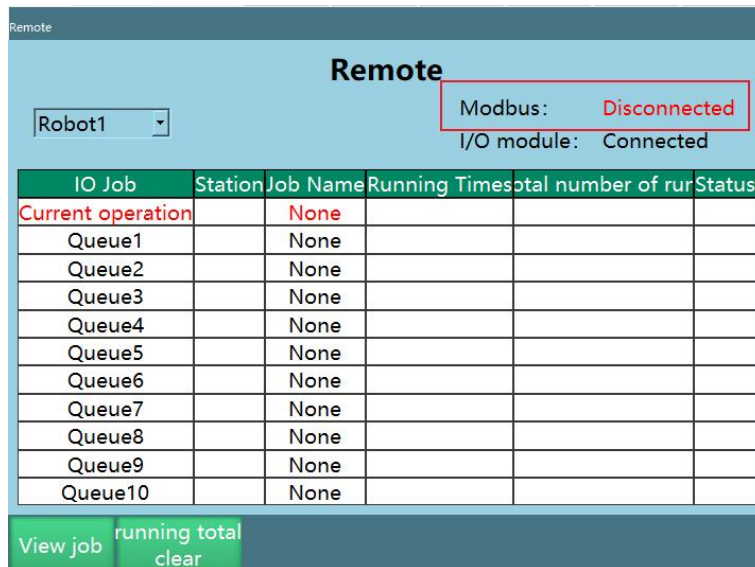 Remote
Remote
Modbus: Disconnected
Robot1
I/O module: Connected
IO Job Station Job Name Running Times otal number of run Status
Current operation None
Queue1 None
Queue2 None
Queue3 None
Queue4 None
Queue5 None
Queue6 None
Queue7 None
Queue8 None
Queue9 None
Queue10 None
View job running total
clear